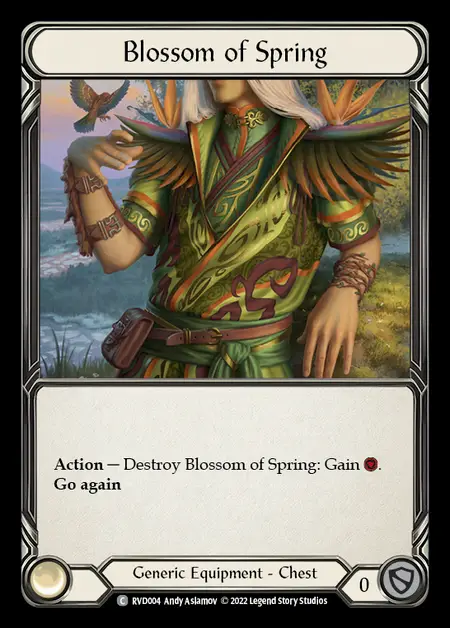 Blossom of Spring
Action — Destroy Blossom of Spring: Gain .
Go again
Generic Equipment - Chest
0
C RVD004 Andy Aslamov © 2022 Legend Story Studios